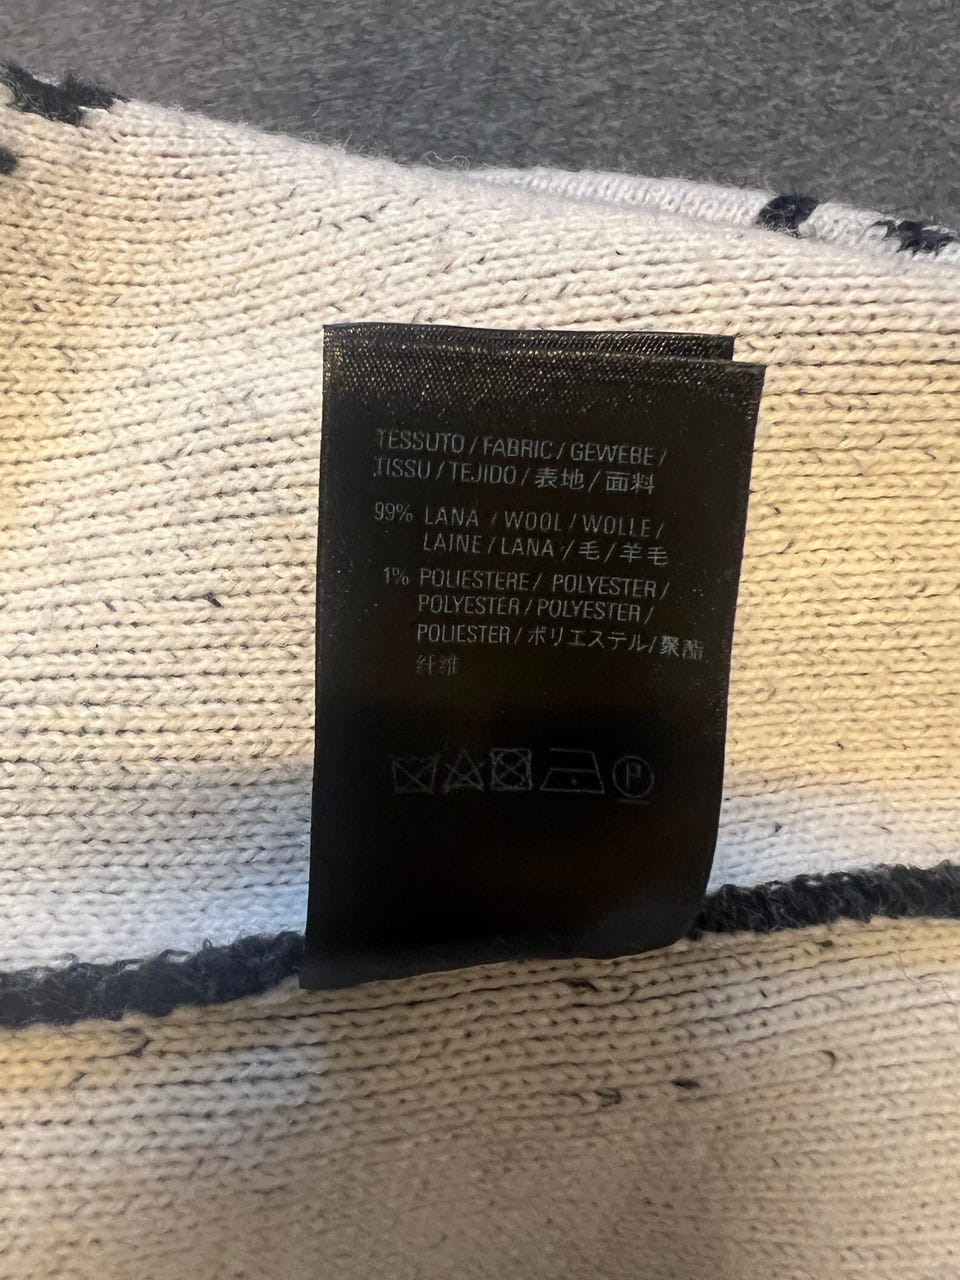 TESSUTO / FABRIC / GEWEBE /
TISSU / TEJIDO / 表地 / 面料
99% LANA / WOOL / WOLLE /
LAINE / LANA / 毛 / 羊毛
1% POLIESTERE / POLYESTER /
POLYESTER / POLYESTER /
POLIESTER / ポリエステル / 聚酯
纤维
P